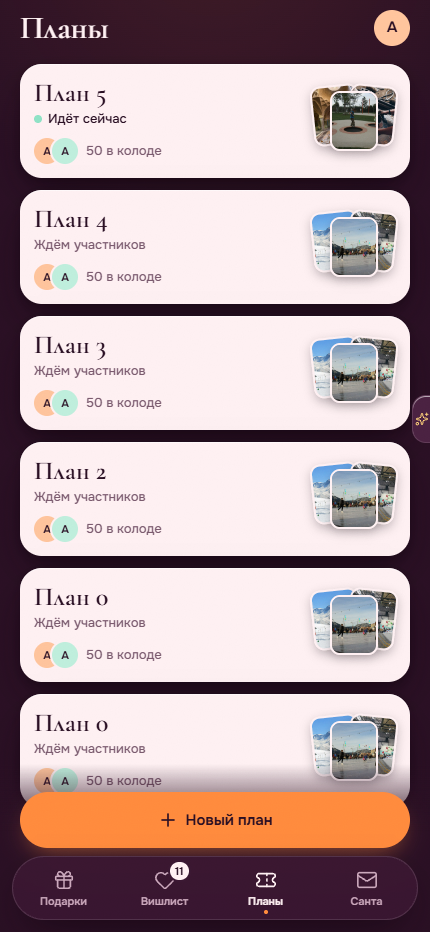 Планы
A
План 5
Идёт сейчас
A A 50 в колоде
План 4
Ждём участников
A A 50 в колоде
План 3
Ждём участников
A A 50 в колоде
План 2
Ждём участников
A A 50 в колоде
План 0
Ждём участников
A A 50 в колоде
План 0
Ждём участников
A A 50 в колоде
+ Новый план
11
Подарки Вишлист Планы Санта